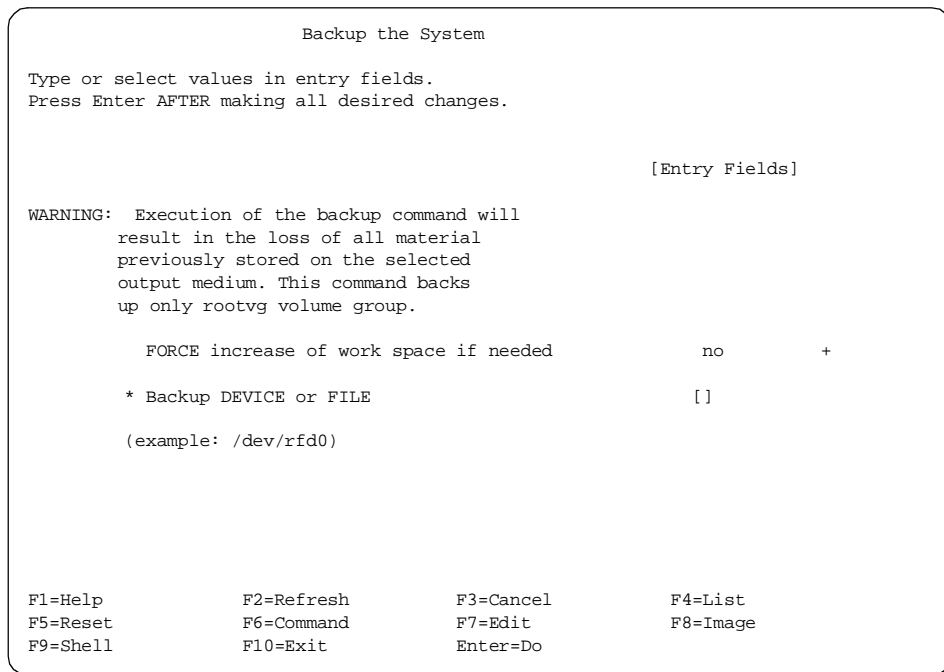 Backup the System
Type or select values in entry fields.
Press Enter AFTER making all desired changes.
[Entry Fields]
WARNING: Execution of the backup command will
result in the loss of all material
previously stored on the selected
output medium. This command backs
up only rootvg volume group.
FORCE increase of work space if needed no +
* Backup DEVICE or FILE []
(example: /dev/rfd0)
F1=Help F2=Refresh F3=Cancel F4=List
F5=Reset F6=Command F7=Edit F8=Image
F9=Shell F10=Exit Enter=Do